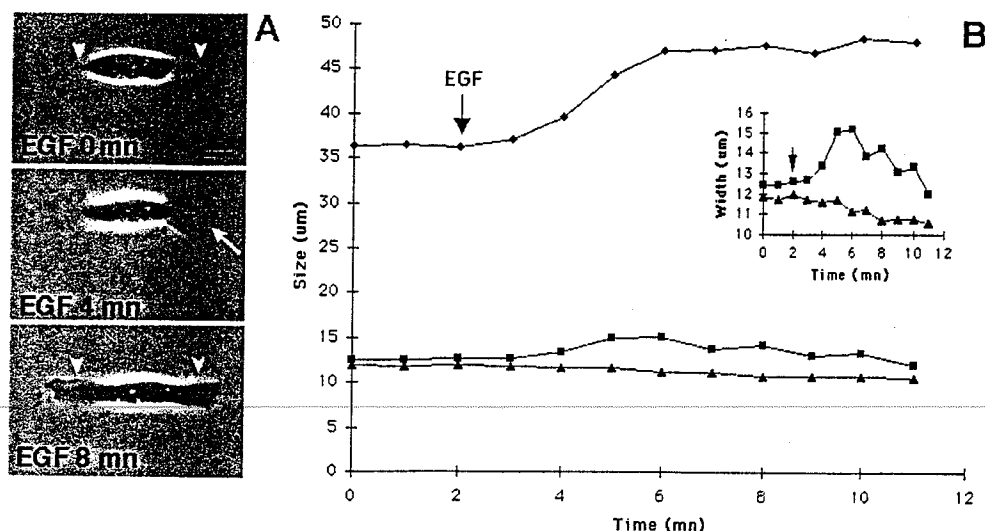 A
EGF 0 mn
EGF 4 mn
EGF 8 mn
B
50
45
40
35
30
25
20
15
10
5
0
Size (um)
EGF
0 2 4 6 8 10 12
Time (mn)
16
15
14
13
12
11
10
Width (um)
0 2 4 6 8 10 12
Time (mn)